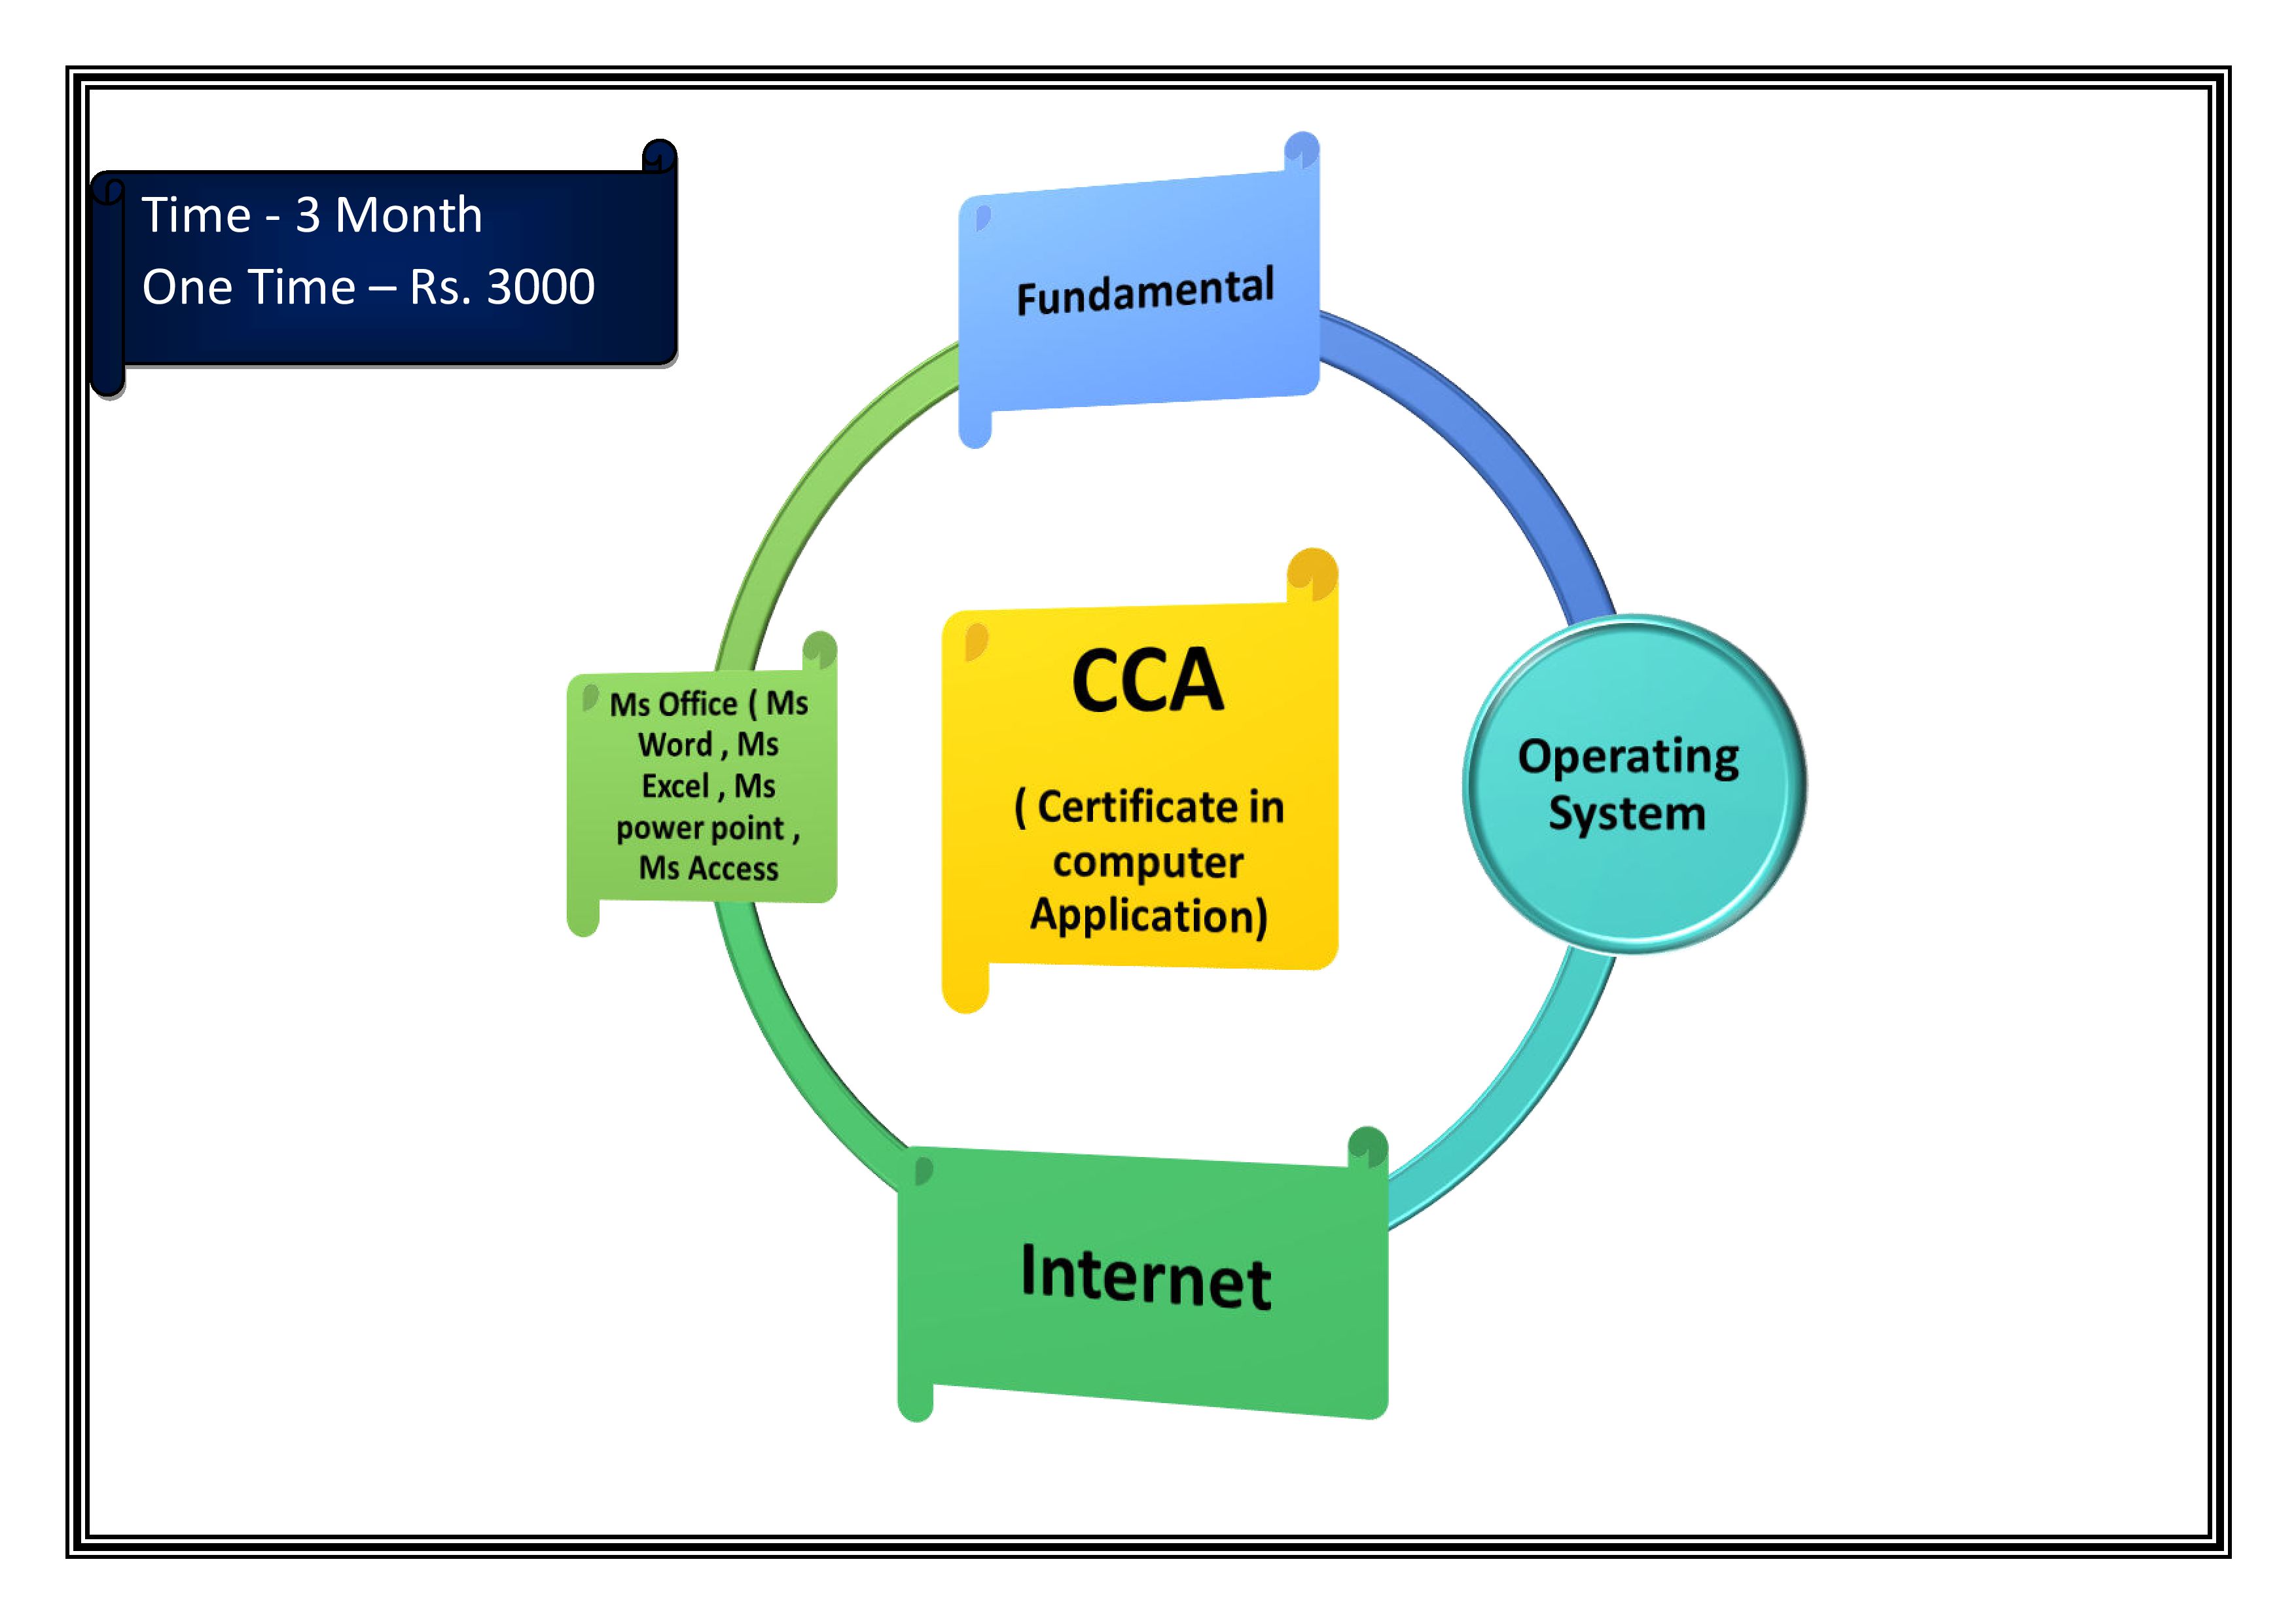 Time - 3 Month
One Time – Rs. 3000
Fundamental
CCA
( Certificate in
computer
Application)
Operating
System
Internet
Ms Office ( Ms
Word , Ms
Excel , Ms
power point ,
Ms Access